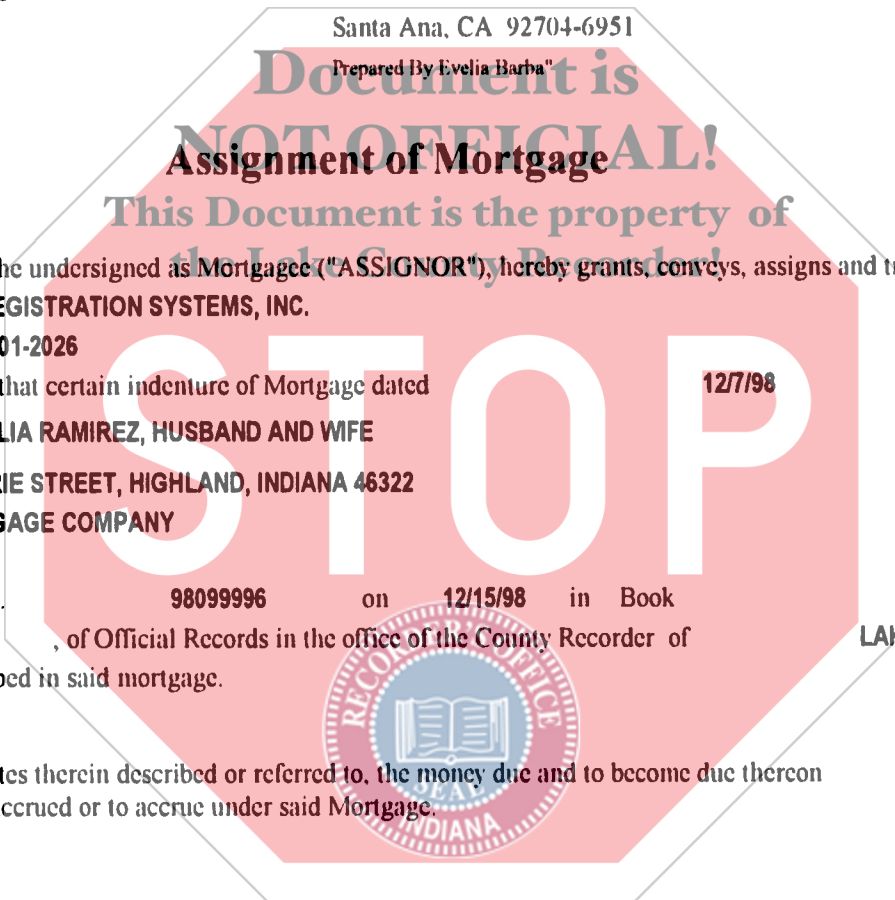 Santa Ana, CA 92704-6951
Prepared By Evelia Barba"
Document is
NOT OFFICIAL!
Assignment of Mortgage
This Document is the property of
the Lake County Recorder!
he undersigned as Mortgagee ("ASSIGNOR"), hereby grants, conveys, assigns and tr
EGISTRATION SYSTEMS, INC.
01-2026
that certain indenture of Mortgage dated 12/7/98
LIA RAMIREZ, HUSBAND AND WIFE
IE STREET, HIGHLAND, INDIANA 46322
GAGE COMPANY
STOP
98099996 on 12/15/98 in Book
, of Official Records in the office of the County Recorder of LAK
bed in said mortgage.
RECORDER'S OFFICE
SEAL
INDIANA
tes therein described or referred to, the money due and to become due thereon
ccrued or to accrue under said Mortgage.